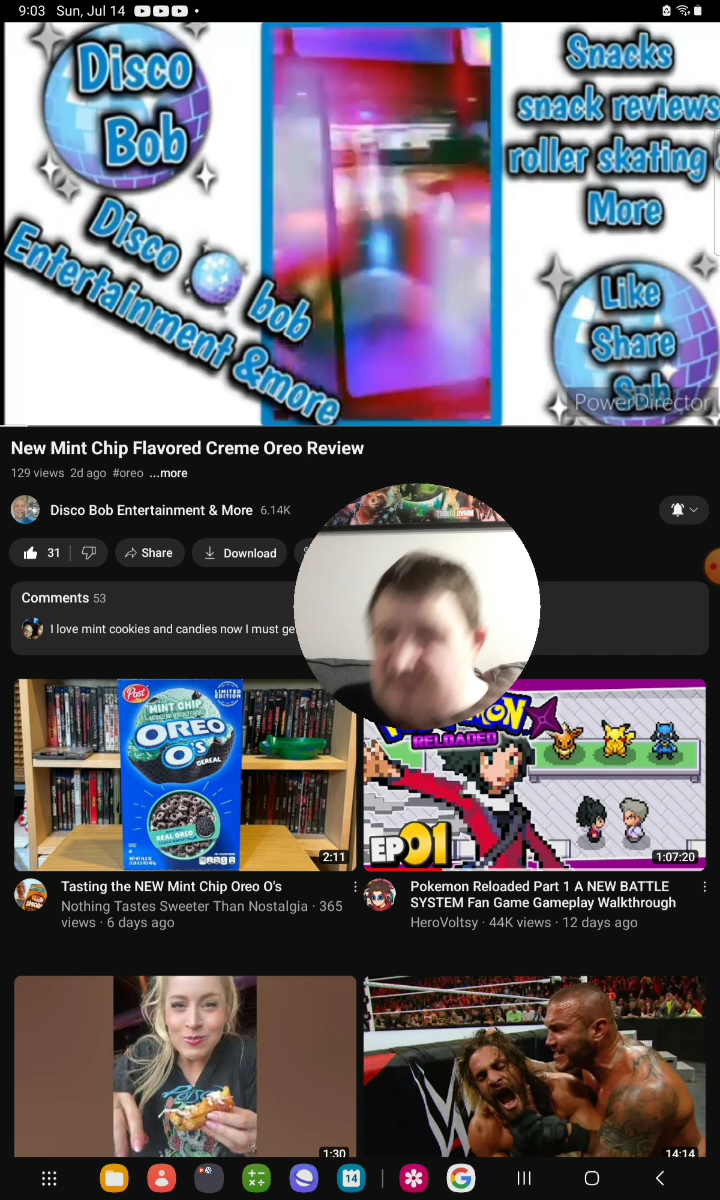 9:03 Sun, Jul 14
Disco
Bob
Disco bob
Entertainment &more
Snacks
snack reviews
roller skating
More
Like
Share
Sub
PowerDirector
New Mint Chip Flavored Creme Oreo Review
129 views 2d ago #oreo ...more
Disco Bob Entertainment & More 6.14K
31
Share
Download
Comments 53
I love mint cookies and candies now I must ge
Post
LIMITED
EDITION
MINT CHIP
OREO
O'S
CEREAL
REAL OREO
2:11
POKEMON
RELOADED
EP01
1:07:20
Tasting the NEW Mint Chip Oreo O's
Nothing Tastes Sweeter Than Nostalgia · 365
views · 6 days ago
Pokemon Reloaded Part 1 A NEW BATTLE
SYSTEM Fan Game Gameplay Walkthrough
HeroVoltsy · 44K views · 12 days ago
Poison
1:30
14:14
14